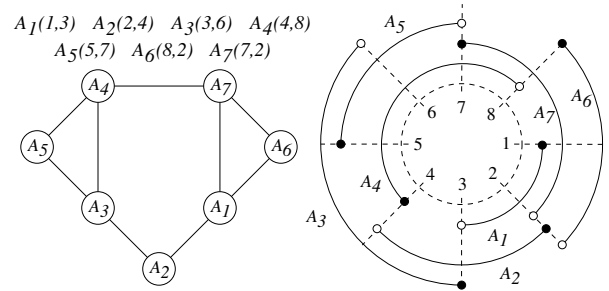 A1(1,3) A2(2,4) A3(3,6) A4(4,8)
A5(5,7) A6(8,2) A7(7,2)
A4 A7
A5 A6
A3 A1
A2
A5
A6
6 7 8
A7
5 1
A4 4 3 2
A3
A1
A2